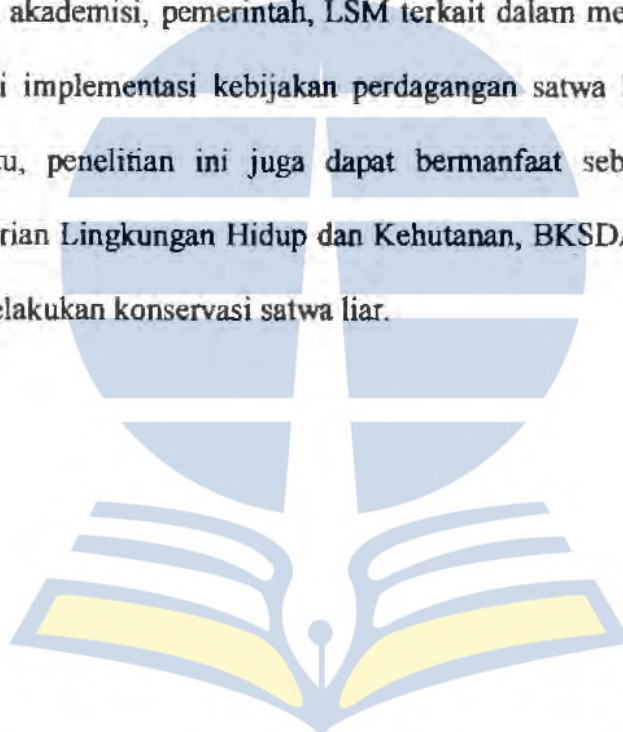 akademisi, pemerintah, LSM terkait dalam me
i implementasi kebijakan perdagangan satwa
u, penelitian ini juga dapat bermanfaat seb
rian Lingkungan Hidup dan Kehutanan, BKSDA
elakukan konservasi satwa liar.